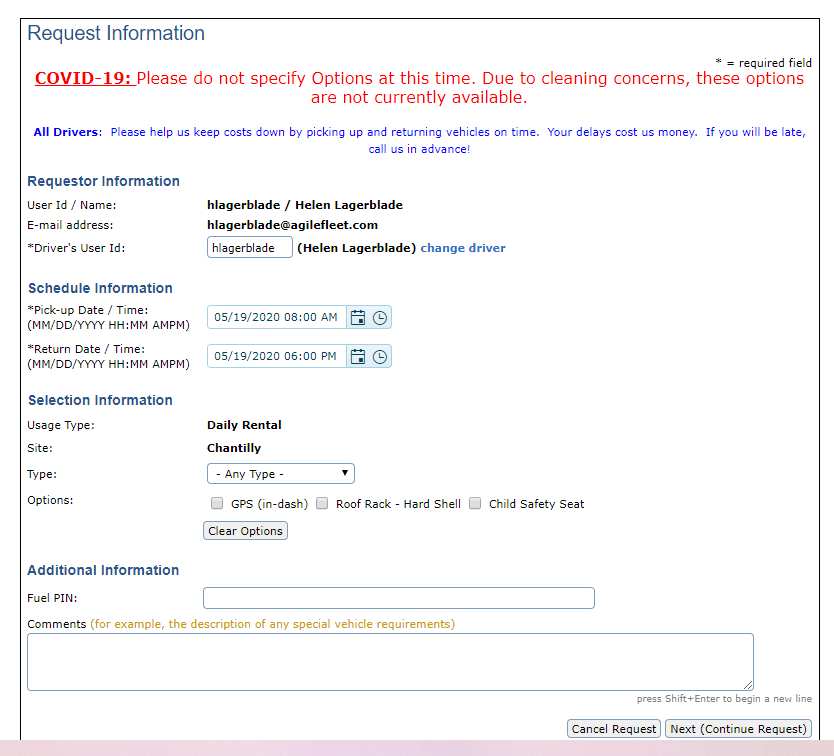 Request Information
* = required field
COVID-19: Please do not specify Options at this time. Due to cleaning concerns, these options
are not currently available.
All Drivers: Please help us keep costs down by picking up and returning vehicles on time. Your delays cost us money. If you will be late,
call us in advance!
Requestor Information
User Id / Name: hlagerblade / Helen Lagerblade
E-mail address: hlagerblade@agilefleet.com
*Driver's User Id: hlagerblade (Helen Lagerblade) change driver
Schedule Information
*Pick-up Date / Time:
(MM/DD/YYYY HH:MM AMPM) 05/19/2020 08:00 AM
*Return Date / Time:
(MM/DD/YYYY HH:MM AMPM) 05/19/2020 06:00 PM
Selection Information
Usage Type: Daily Rental
Site: Chantilly
Type: - Any Type -
Options: GPS (in-dash) Roof Rack - Hard Shell Child Safety Seat
Clear Options
Additional Information
Fuel PIN:
Comments (for example, the description of any special vehicle requirements)
press Shift+Enter to begin a new line
Cancel Request Next (Continue Request)